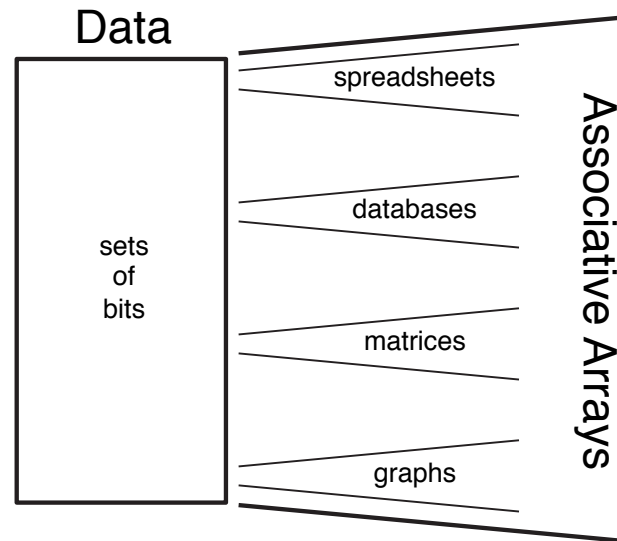 Data
sets
of
bits
spreadsheets
databases
matrices
graphs
Associative Arrays